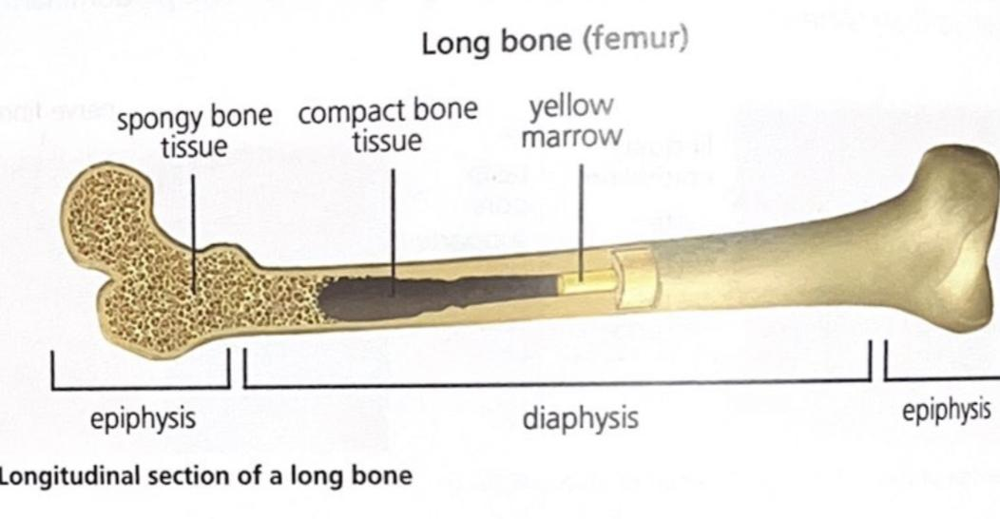 Long bone (femur)
spongy bone
tissue
compact bone
tissue
yellow
marrow
epiphysis
diaphysis
epiphysis
Longitudinal section of a long bone